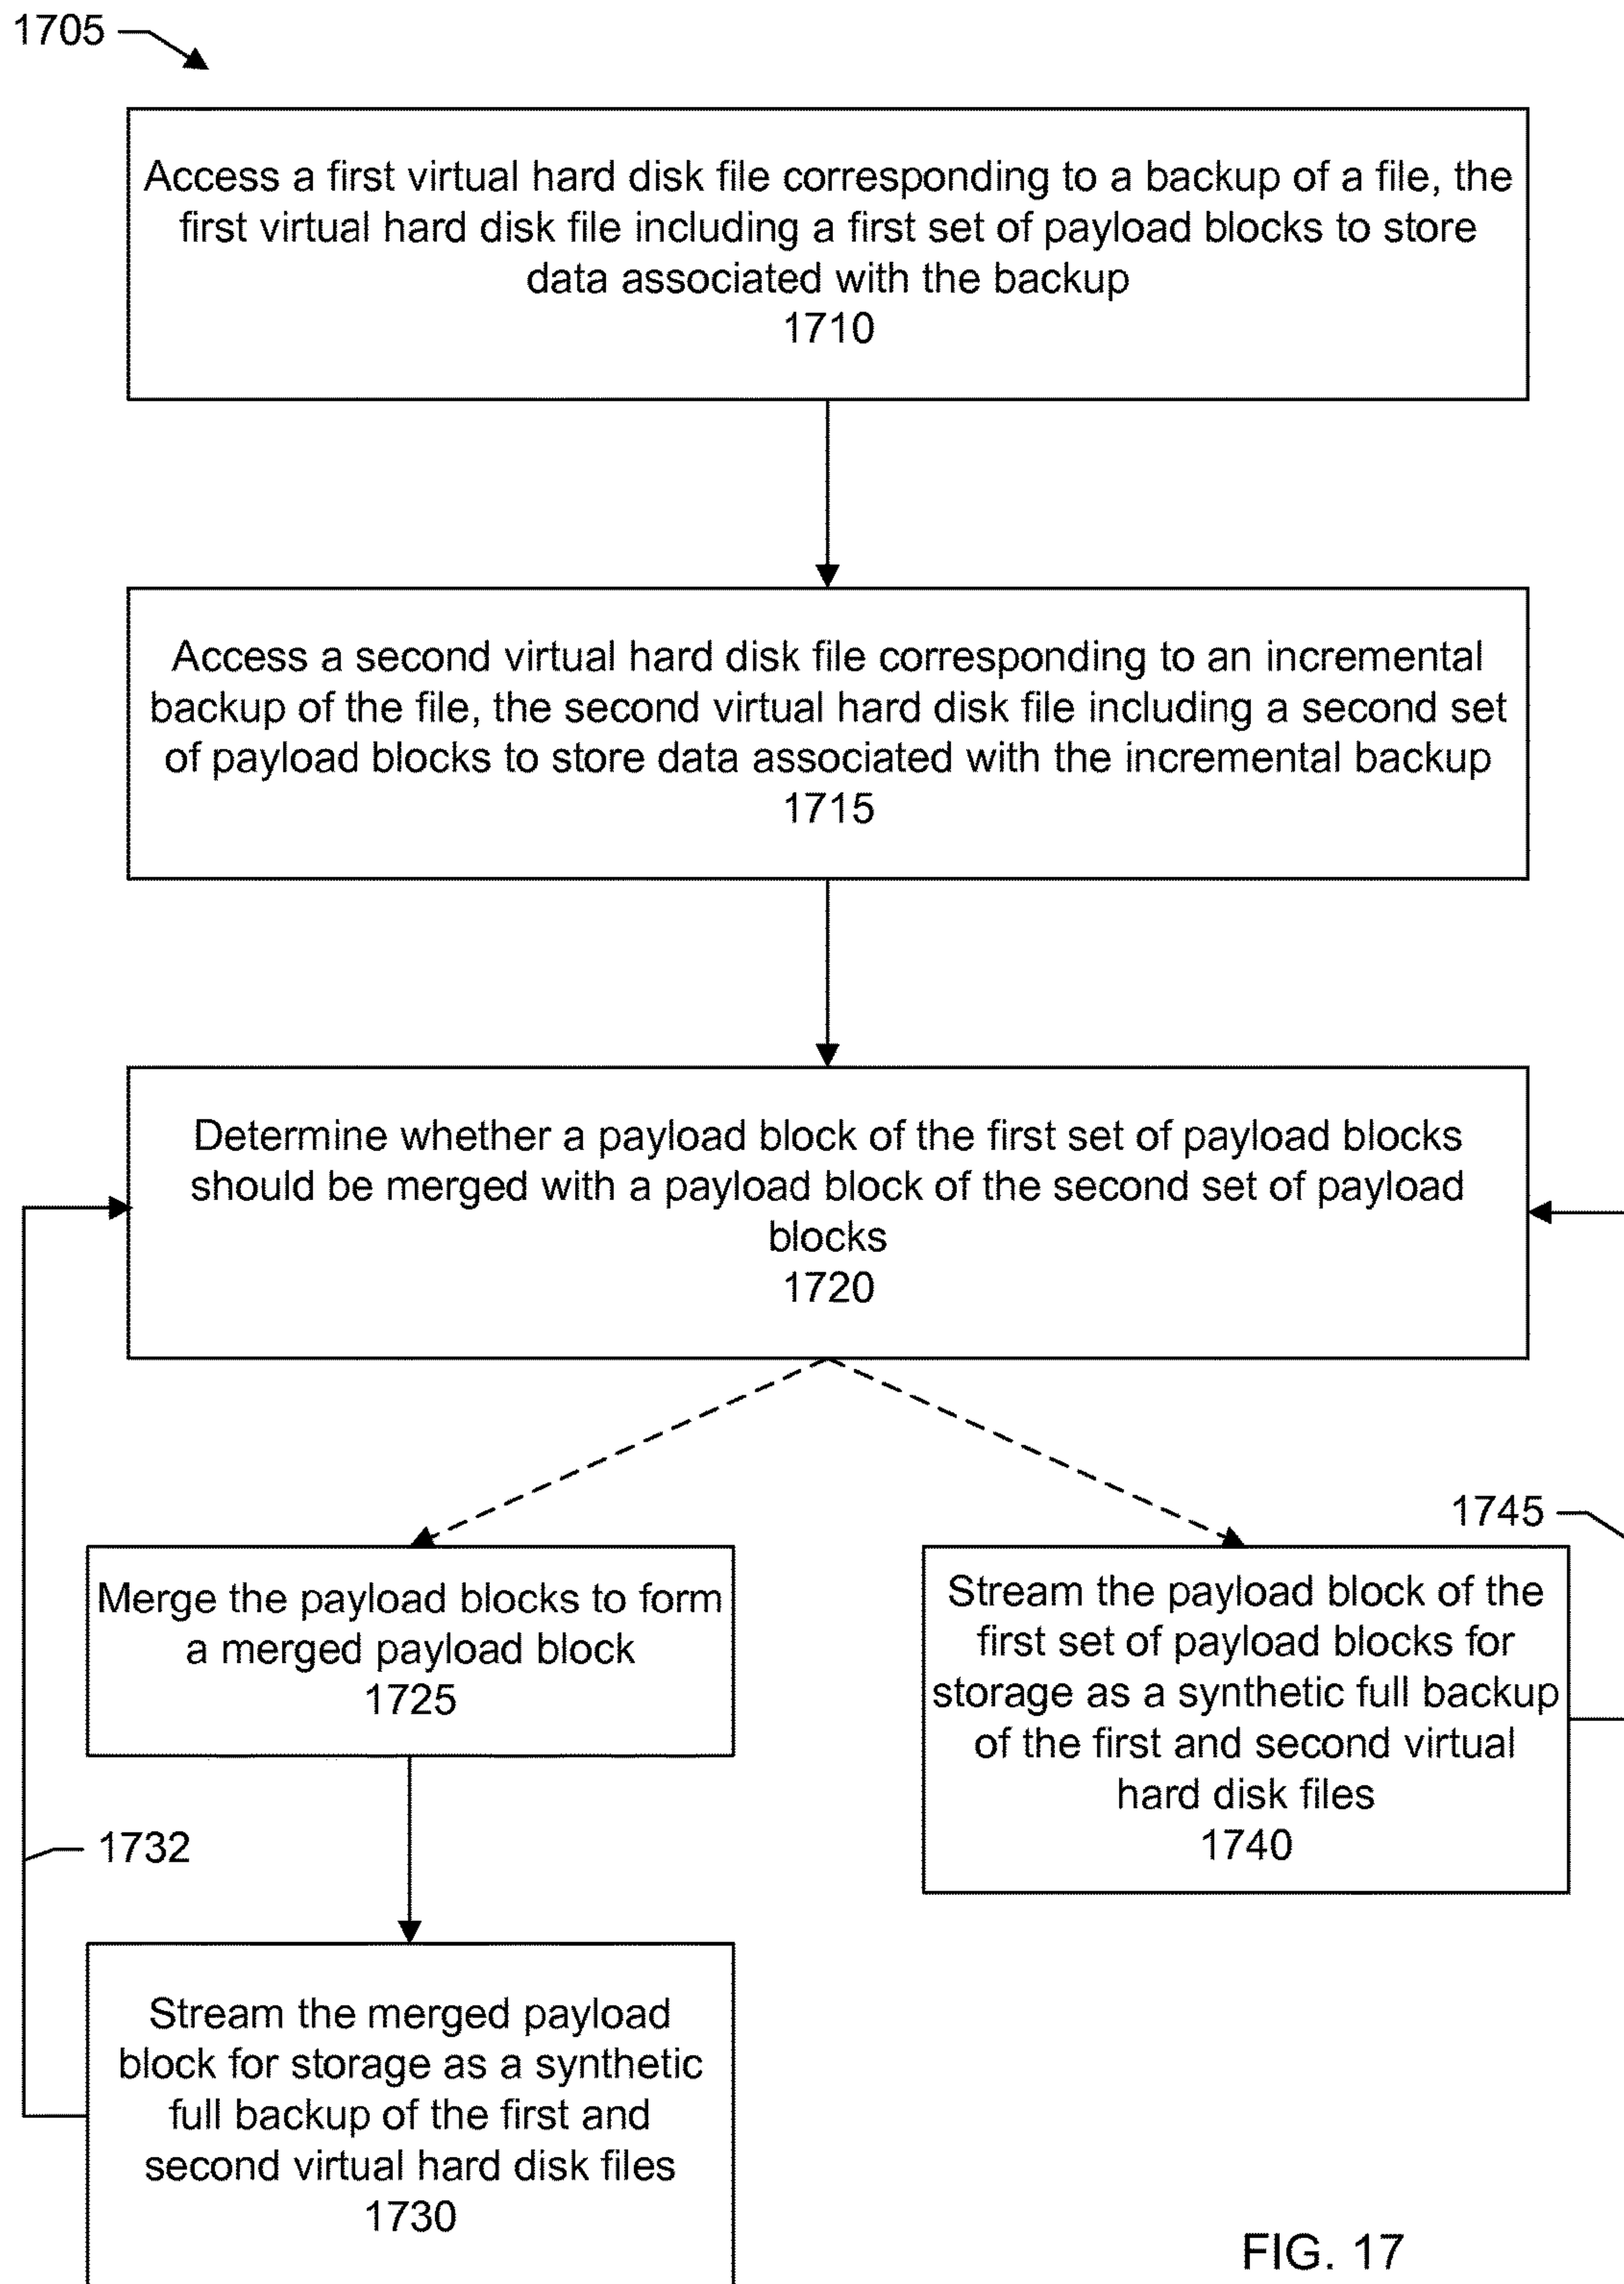 1705
Access a first virtual hard disk file corresponding to a backup of a file, the
first virtual hard disk file including a first set of payload blocks to store
data associated with the backup
1710
Access a second virtual hard disk file corresponding to an incremental
backup of the file, the second virtual hard disk file including a second set
of payload blocks to store data associated with the incremental backup
1715
Determine whether a payload block of the first set of payload blocks
should be merged with a payload block of the second set of payload
blocks
1720
Merge the payload blocks to form
a merged payload block
1725
1732
Stream the merged payload
block for storage as a synthetic
full backup of the first and
second virtual hard disk files
1730
1745
Stream the payload block of the
first set of payload blocks for
storage as a synthetic full backup
of the first and second virtual
hard disk files
1740
FIG. 17